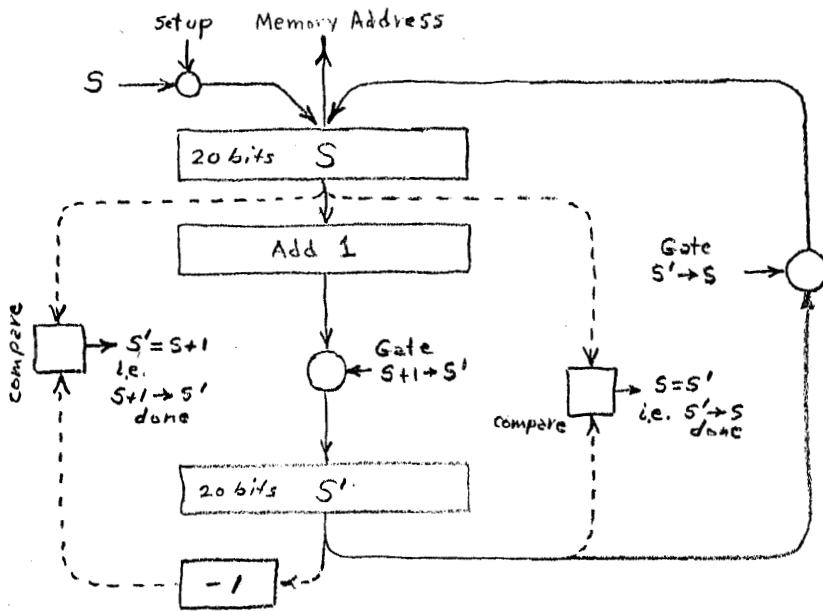 setup
Memory Address
S
20 bits S
Add 1
Gate
S' → S
compare
S' = S+1
i.e.
S+1 → S'
done
Gate
S+1 → S'
compare
S = S'
i.e. S' → S
done
20 bits S'
-1